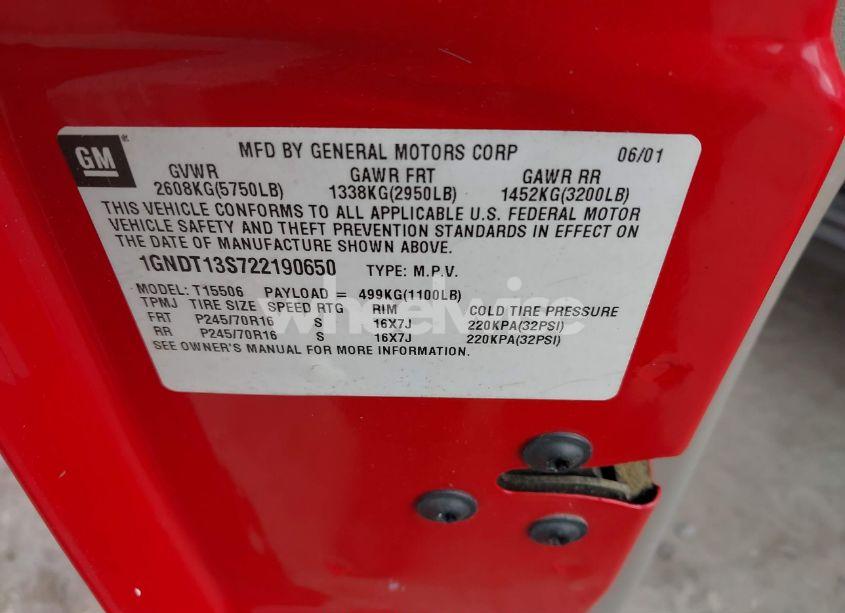 GM
MFD BY GENERAL MOTORS CORP 06/01
GVWR GAWR FRT GAWR RR
2608KG(5750LB) 1338KG(2950LB) 1452KG(3200LB)
THIS VEHICLE CONFORMS TO ALL APPLICABLE U.S. FEDERAL MOTOR
VEHICLE SAFETY AND THEFT PREVENTION STANDARDS IN EFFECT ON
THE DATE OF MANUFACTURE SHOWN ABOVE.
1GNDT13S722190650 TYPE: M.P.V.
MODEL: T15506 PAYLOAD = 499KG(1100LB)
TPMJ TIRE SIZE SPEED RTG RIM COLD TIRE PRESSURE
FRT P245/70R16 S 16X7J 220KPA(32PSI)
RR P245/70R16 S 16X7J 220KPA(32PSI)
SEE OWNER'S MANUAL FOR MORE INFORMATION.
wheelwise